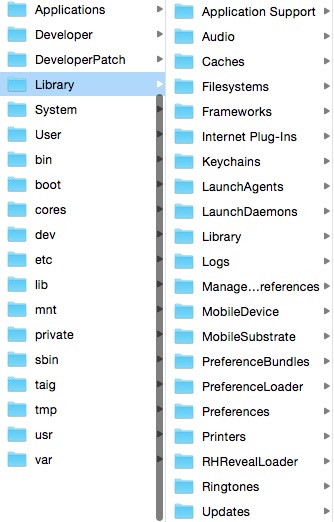 Applications
Developer
DeveloperPatch
Library
System
User
bin
boot
cores
dev
etc
lib
mnt
private
sbin
taig
tmp
usr
var
Application Support
Audio
Caches
Filesystems
Frameworks
Internet Plug-Ins
Keychains
LaunchAgents
LaunchDaemons
Library
Logs
Manage...references
MobileDevice
MobileSubstrate
PreferenceBundles
PreferenceLoader
Preferences
Printers
RHRevealLoader
Ringtones
Updates